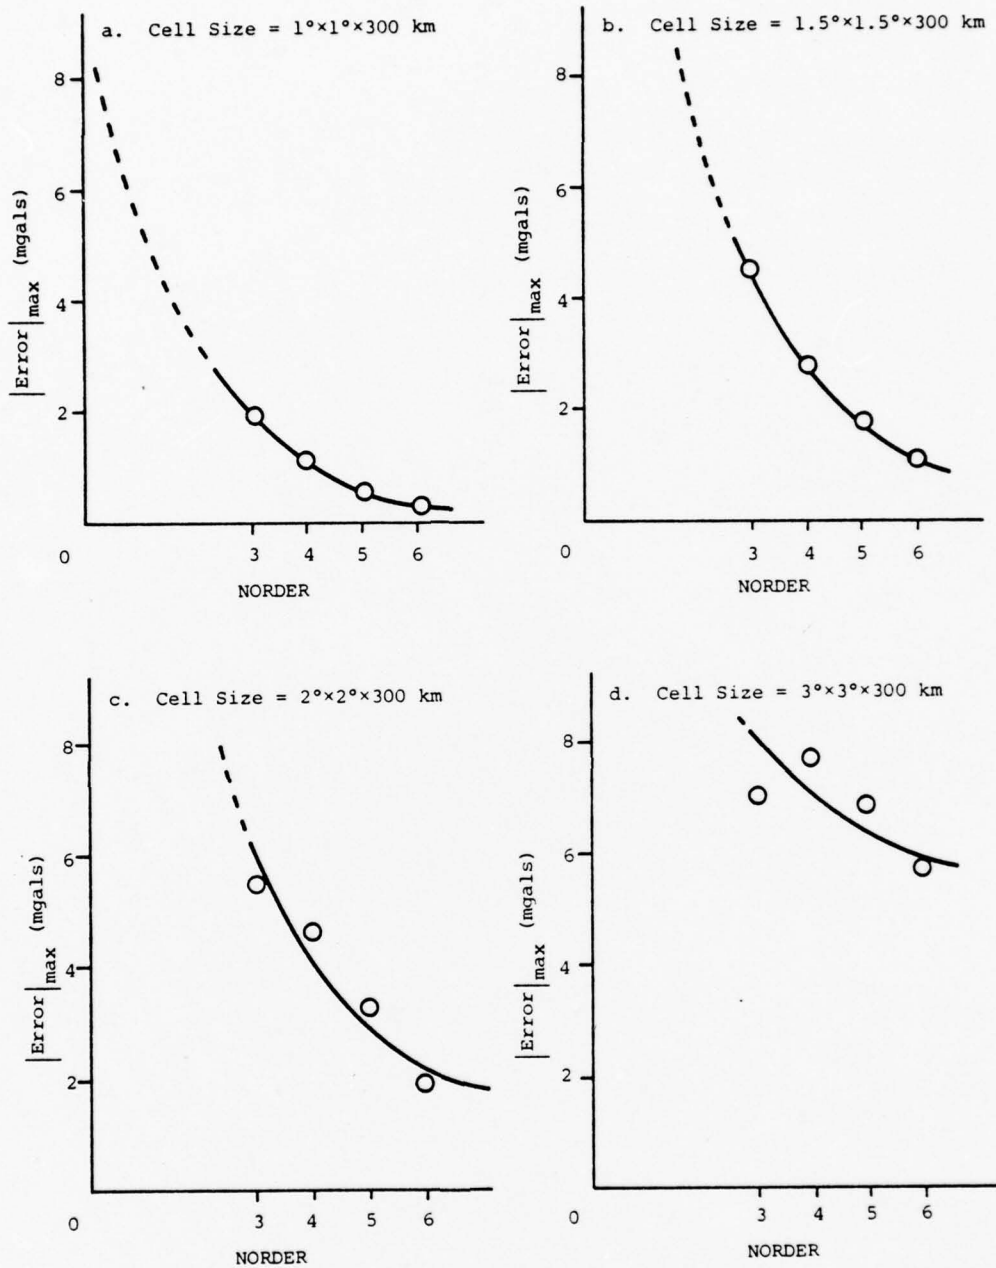 a. Cell Size = 1°×1°×300 km
8
6
4
2
0
3 4 5 6
NORDER
|Error|max (mgals)
b. Cell Size = 1.5°×1.5°×300 km
8
6
4
2
0
3 4 5 6
NORDER
|Error|max (mgals)
c. Cell Size = 2°×2°×300 km
8
6
4
2
0
3 4 5 6
NORDER
|Error|max (mgals)
d. Cell Size = 3°×3°×300 km
8
6
4
2
0
3 4 5 6
NORDER
|Error|max (mgals)